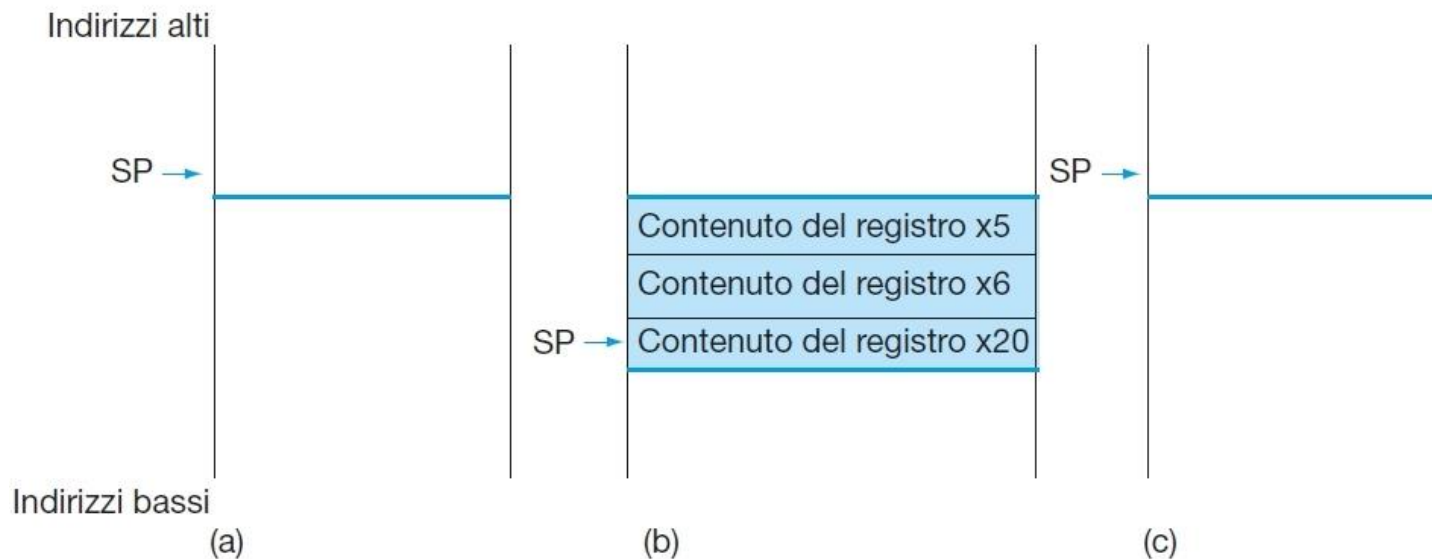 Indirizzi alti
SP
SP
Contenuto del registro x5
Contenuto del registro x6
SP
Contenuto del registro x20
Indirizzi bassi
(a)
(b)
(c)